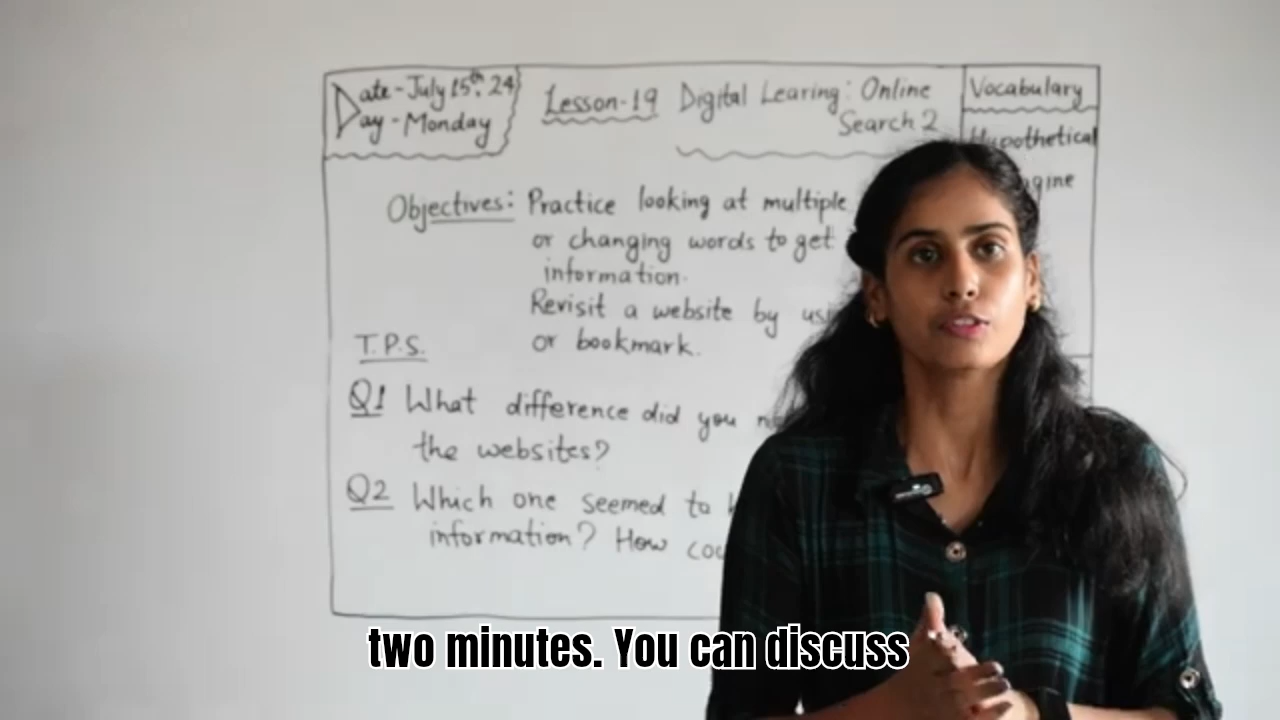 Date - July 15th, 24
Day - Monday
Lesson-19 Digital Learing: Online
Search 2
Vocabulary
Hypothetical
Objectives: Practice looking at multiple
or changing words to get
information.
Revisit a website by
or bookmark.
T.P.S.
Q1 What difference did you
the websites?
Q2 Which one seemed to
information? How
two minutes. You can discuss